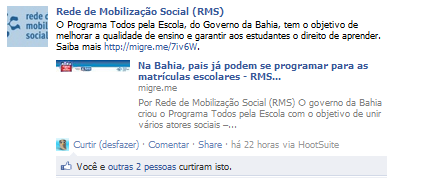 rede de
mobiliz
social
Rede de Mobilização Social (RMS)
O Programa Todos pela Escola, do Governo da Bahia, tem o objetivo de
melhorar a qualidade de ensino e garantir aos estudantes o direito de aprender.
Saiba mais http://migre.me/7iv6W.
Na Bahia, pais já podem se programar para as
matrículas escolares - RMS...
migre.me
Por Rede de Mobilização Social (RMS) O governo da Bahia
criou o Programa Todos pela Escola com o objetivo de unir
vários atores sociais –...
Curtir (desfazer) · Comentar · Share · há 22 horas via HootSuite
Você e outras 2 pessoas curtiram isto.